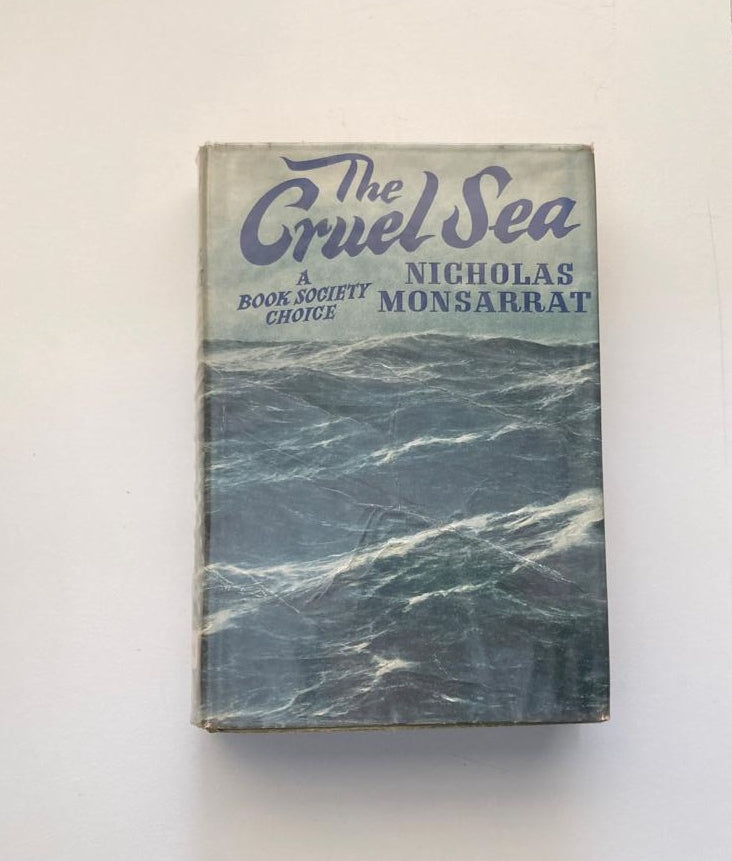 The
Cruel Sea
A
BOOK SOCIETY
CHOICE
NICHOLAS
MONSARRAT